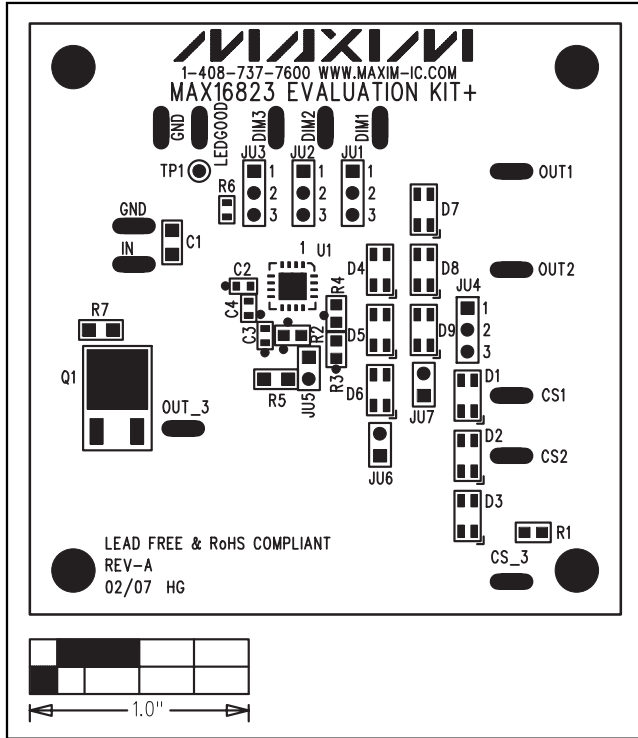 MAXIM
1-408-737-7600 WWW.MAXIM-IC.COM
MAX16823 EVALUATION KIT+
GND
LEDGOOD
DIM3
DIM2
DIM1
TP1
JU3
JU2
JU1
1
2
3
1
2
3
1
2
3
OUT1
R6
D7
GND
C1
IN
1 U1
OUT2
C2
D4
D8
JU4
C4
R4
1
2
3
R7
C3
R2
D5
D9
R3
Q1
R5
JU5
D6
D1
CS1
OUT_3
JU7
D2
CS2
JU6
D3
R1
LEAD FREE & RoHS COMPLIANT
REV-A
02/07 HG
CS_3
1.0"